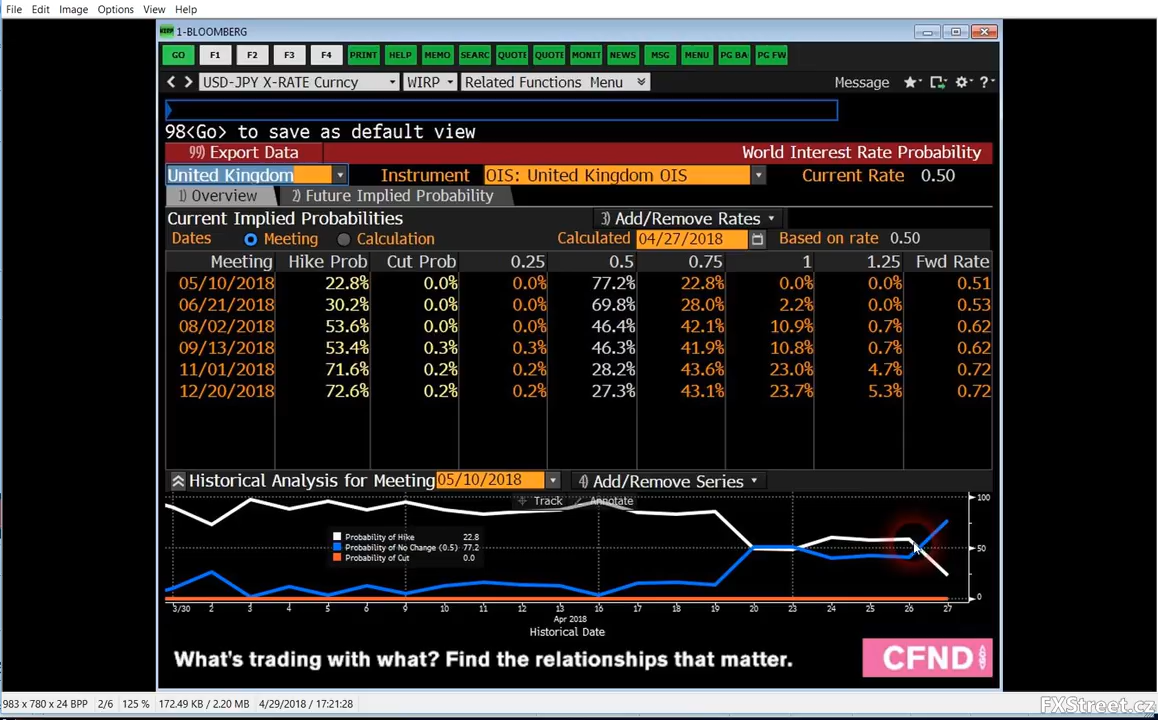 File Edit Image Options View Help
WIRP 1-BLOOMBERG
GO F1 F2 F3 F4 PRINT HELP MEMO SEARC QUOTE QUOTE MONIT NEWS MSG MENU PG BA PG FW
USD-JPY X-RATE Curncy WIRP Related Functions Menu Message ?
98<Go> to save as default view
99) Export Data World Interest Rate Probability
United Kingdom Instrument OIS: United Kingdom OIS Current Rate 0.50
1) Overview 2) Future Implied Probability
Current Implied Probabilities 3) Add/Remove Rates
Dates Meeting Calculation Calculated 04/27/2018 Based on rate 0.50
Meeting Hike Prob Cut Prob 0.25 0.5 0.75 1 1.25 Fwd Rate
05/10/2018 22.8% 0.0% 0.0% 77.2% 22.8% 0.0% 0.0% 0.51
06/21/2018 30.2% 0.0% 0.0% 69.8% 28.0% 2.2% 0.0% 0.53
08/02/2018 53.6% 0.0% 0.0% 46.4% 42.1% 10.9% 0.7% 0.62
09/13/2018 53.4% 0.3% 0.3% 46.3% 41.9% 10.8% 0.7% 0.62
11/01/2018 71.6% 0.2% 0.2% 28.2% 43.6% 23.0% 4.7% 0.72
12/20/2018 72.6% 0.2% 0.2% 27.3% 43.1% 23.7% 5.3% 0.72
Historical Analysis for Meeting 05/10/2018 4) Add/Remove Series
Track Annotate
100
Probability of Hike 22.8
Probability of No Change (0.5) 77.2
Probability of Cut 0.0
50
0
3/30 2 3 4 5 6 9 10 11 12 13 16 17 18 19 20 23 24 25 26 27
Apr 2018
Historical Date
What's trading with what? Find the relationships that matter. CFND
983 x 780 x 24 BPP 2/6 125 % 172.49 KB / 2.20 MB 4/29/2018 / 17:21:28
FXStreet.cz